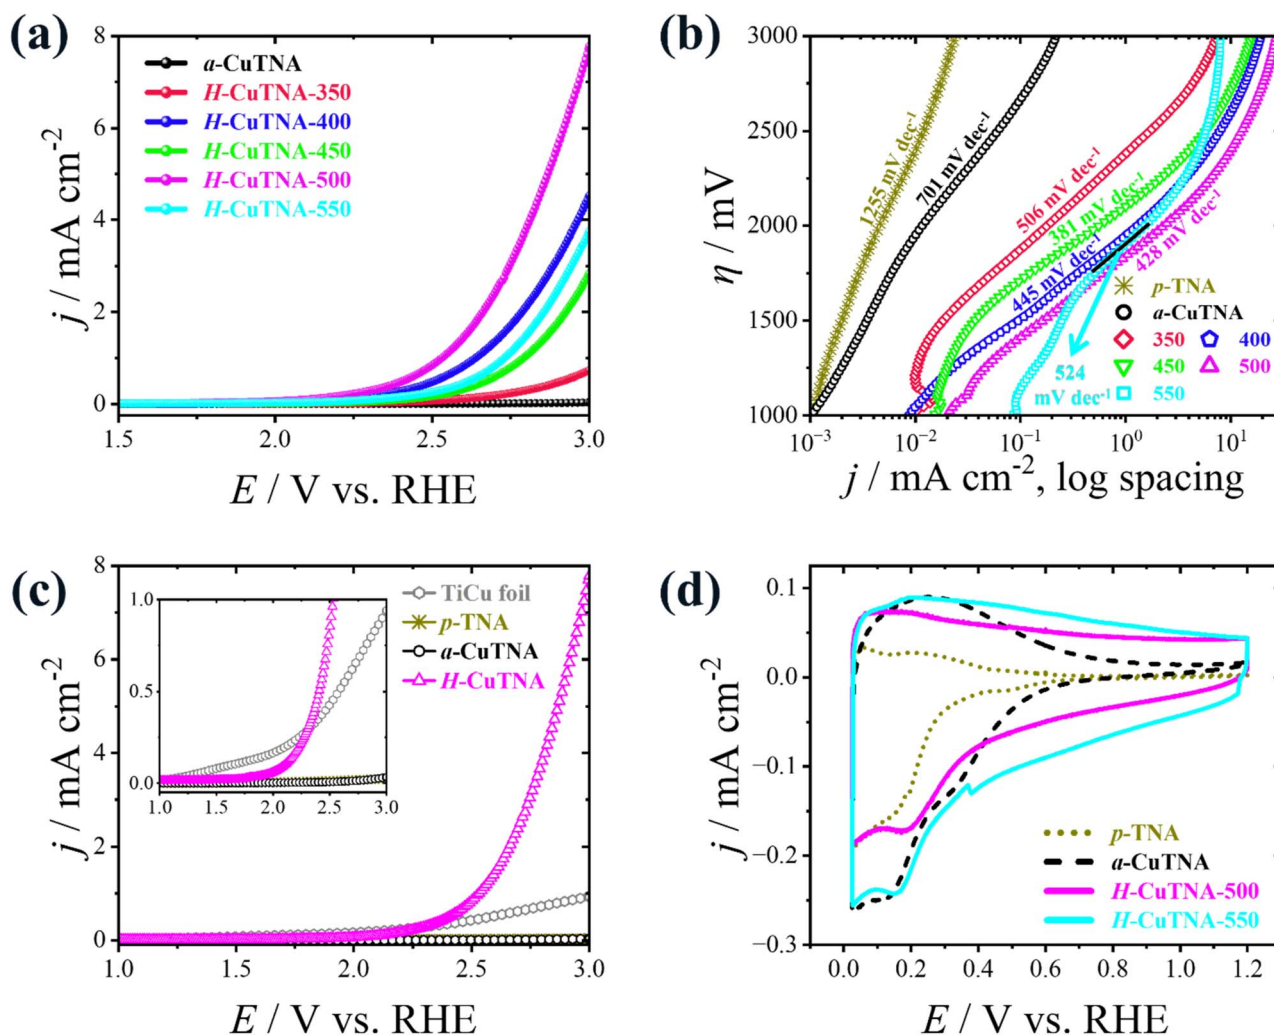 (a)
8
6
4
2
0
j / mA cm⁻²
a-CuTNA
H-CuTNA-350
H-CuTNA-400
H-CuTNA-450
H-CuTNA-500
H-CuTNA-550
1.5 2.0 2.5 3.0
E / V vs. RHE
(b)
3000
2500
2000
1500
1000
η / mV
1255 mV dec⁻¹
701 mV dec⁻¹
506 mV dec⁻¹
381 mV dec⁻¹
445 mV dec⁻¹
428 mV dec⁻¹
524
mV dec⁻¹
p-TNA
a-CuTNA
350 400
450 500
550
10⁻³ 10⁻² 10⁻¹ 10⁰ 10¹
j / mA cm⁻², log spacing
(c)
8
6
4
2
0
j / mA cm⁻²
1.0
0.5
0.0
1.0 1.5 2.0 2.5 3.0
TiCu foil
p-TNA
a-CuTNA
H-CuTNA
1.0 1.5 2.0 2.5 3.0
E / V vs. RHE
(d)
0.1
0.0
−0.1
−0.2
−0.3
j / mA cm⁻²
p-TNA
a-CuTNA
H-CuTNA-500
H-CuTNA-550
0.0 0.2 0.4 0.6 0.8 1.0 1.2
E / V vs. RHE